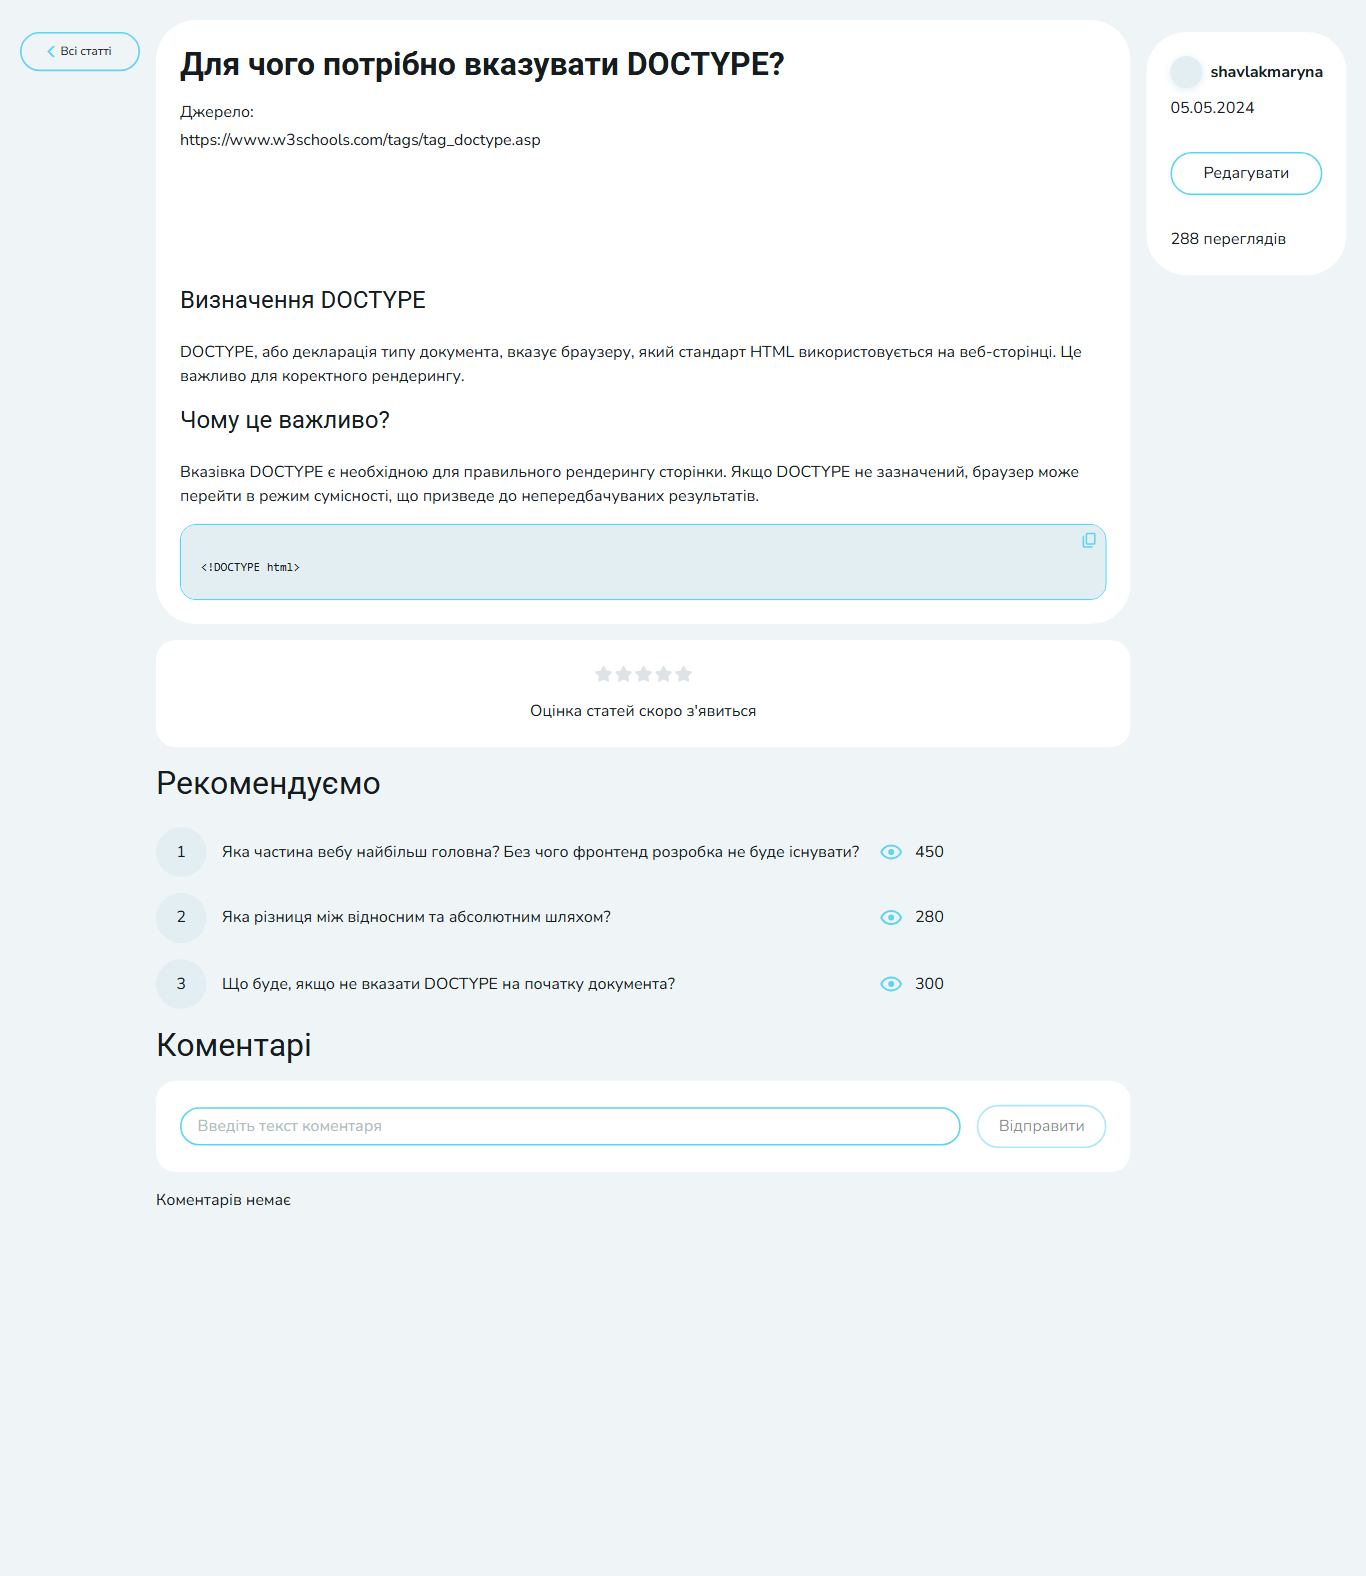 Всі статті
Для чого потрібно вказувати DOCTYPE?
Джерело:
https://www.w3schools.com/tags/tag_doctype.asp
Визначення DOCTYPE
DOCTYPE, або декларація типу документа, вказує браузеру, який стандарт HTML використовується на веб-сторінці. Це
важливо для коректного рендерингу.
Чому це важливо?
Вказівка DOCTYPE є необхідною для правильного рендерингу сторінки. Якщо DOCTYPE не зазначений, браузер може
перейти в режим сумісності, що призведе до непередбачуваних результатів.
<!DOCTYPE html>
shavlakmaryna
05.05.2024
Редагувати
288 переглядів
Оцінка статей скоро з'явиться
Рекомендуємо
1 Яка частина вебу найбільш головна? Без чого фронтенд розробка не буде існувати? 450
2 Яка різниця між відносним та абсолютним шляхом? 280
3 Що буде, якщо не вказати DOCTYPE на початку документа? 300
Коментарі
Введіть текст коментаря
Відправити
Коментарів немає